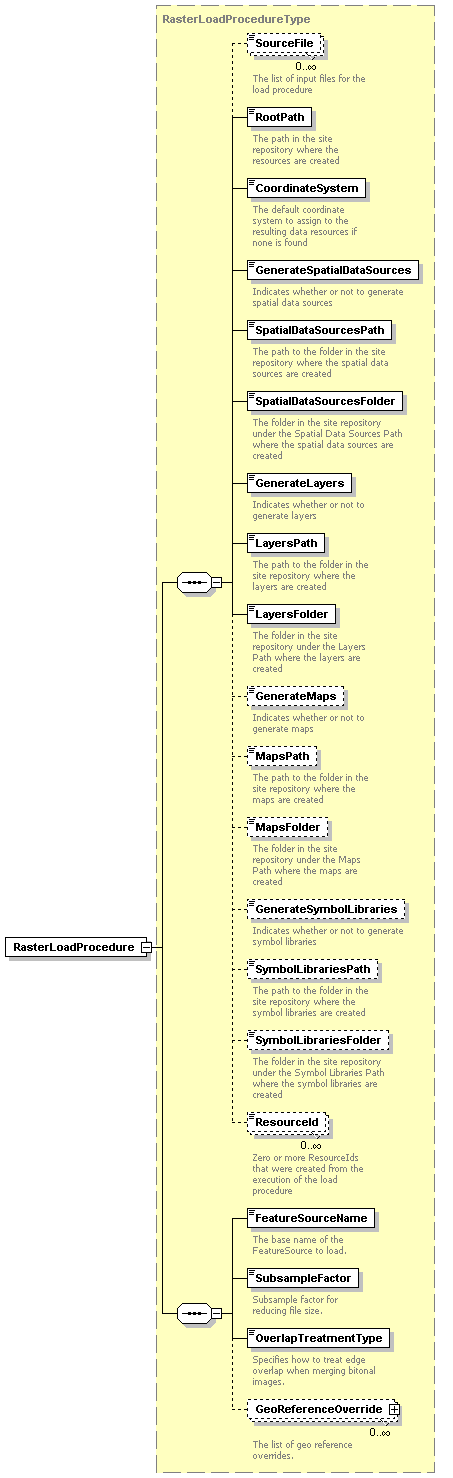 RasterLoadProcedureType
SourceFile
0..∞
The list of input files for the
load procedure
RootPath
The path in the site
repository where the
resources are created
CoordinateSystem
The default coordinate
system to assign to the
resulting data resources if
none is found
GenerateSpatialDataSources
Indicates whether or not to generate
spatial data sources
SpatialDataSourcesPath
The path to the folder in the site
repository where the spatial data
sources are created
SpatialDataSourcesFolder
The folder in the site repository
under the Spatial Data Sources Path
where the spatial data sources are
created
GenerateLayers
Indicates whether or not to
generate layers
LayersPath
The path to the folder in the
site repository where the
layers are created
LayersFolder
The folder in the site
repository under the Layers
Path where the layers are
created
GenerateMaps
Indicates whether or not to
generate maps
MapsPath
The path to the folder in the
site repository where the
maps are created
MapsFolder
The folder in the site
repository under the Maps
Path where the maps are
created
GenerateSymbolLibraries
Indicates whether or not to generate
symbol libraries
RasterLoadProcedure
SymbolLibrariesPath
The path to the folder in the
site repository where the
symbol libraries are created
SymbolLibrariesFolder
The folder in the site repository
under the Symbol Libraries Path
where the symbol libraries are
created
ResourceId
0..∞
Zero or more ResourceIds
that were created from the
execution of the load
procedure
FeatureSourceName
The base name of the
FeatureSource to load.
SubsampleFactor
Subsample factor for
reducing file size.
OverlapTreatmentType
Specifies how to treat edge
overlap when merging bitonal
images.
GeoReferenceOverride
0..∞
The list of geo reference
overrides.